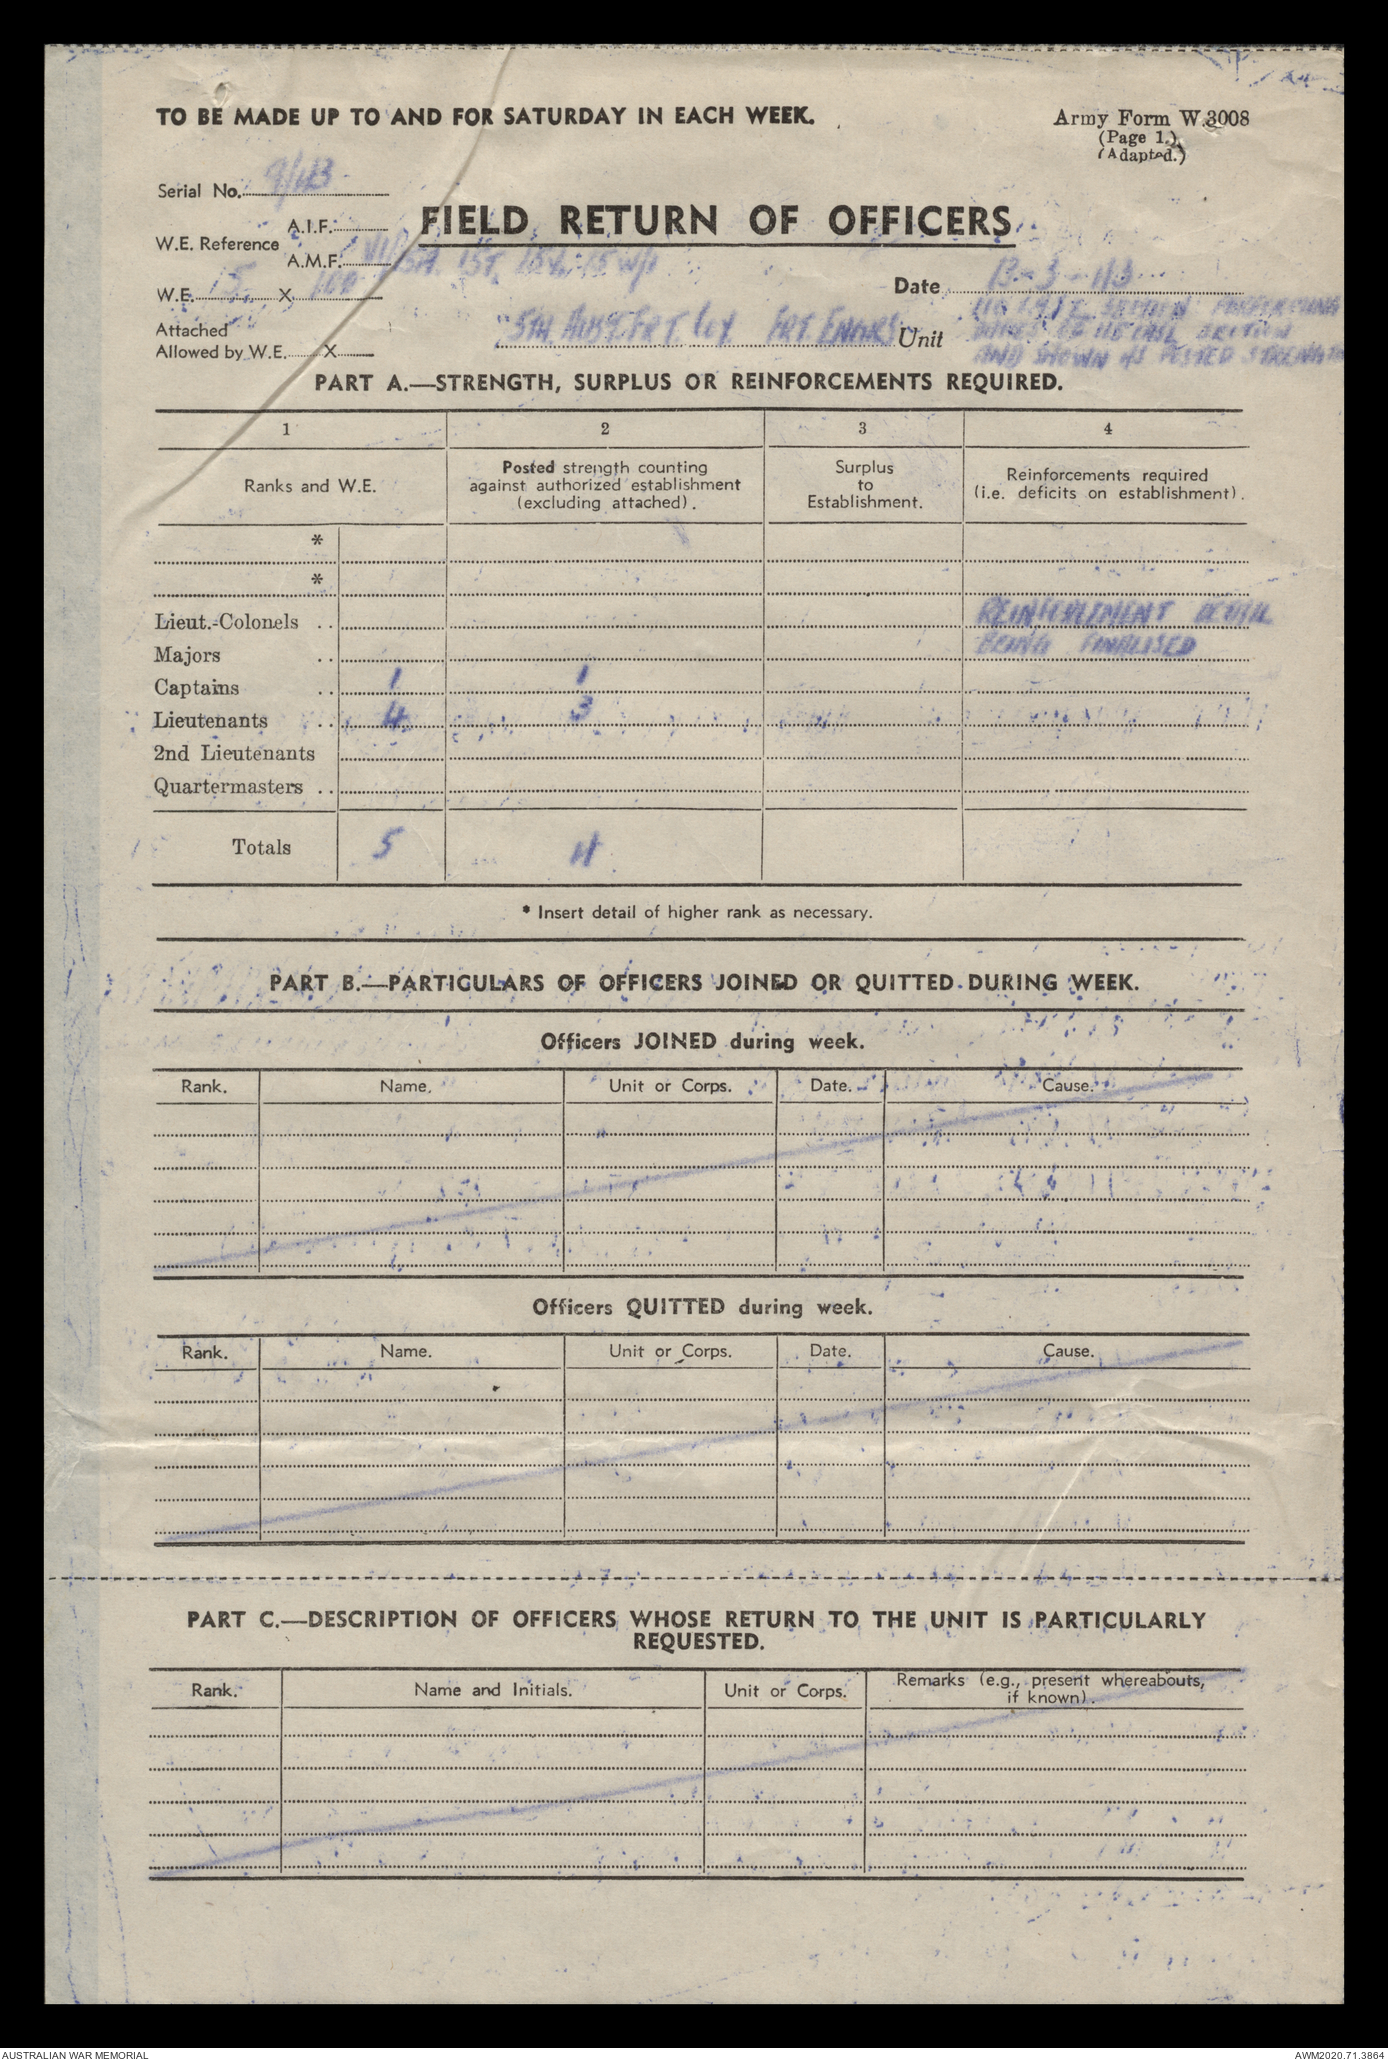 TO BE MADE UP TO AND FOR SATURDAY IN EACH WEEK.
Army Form W.3008
(Page 1.)
(Adapted.)
Serial No. 9/43
FIELD RETURN OF OFFICERS
W.E. Reference A.I.F.
A.M.F.
W.E. 5 X 100
Date 13-3-43
Attached
Allowed by W.E. X
5TH AUST. FRT. COY Unit
AND SHOWN AS POSTED STRENGTH
PART A.—STRENGTH, SURPLUS OR REINFORCEMENTS REQUIRED.
1 2 3 4
Ranks and W.E.
Posted strength counting
against authorized establishment
(excluding attached).
Surplus
to
Establishment.
Reinforcements required
(i.e. deficits on establishment).
*
*
Lieut.-Colonels .. REINFORCEMENT DETAIL
Majors .. BEING FINALISED
Captains .. 1 1
Lieutenants .. 4 3
2nd Lieutenants
Quartermasters ..
Totals 5 4
* Insert detail of higher rank as necessary.
PART B.—PARTICULARS OF OFFICERS JOINED OR QUITTED DURING WEEK.
Officers JOINED during week.
Rank. Name. Unit or Corps. Date. Cause.
Officers QUITTED during week.
Rank. Name. Unit or Corps. Date. Cause.
PART C.—DESCRIPTION OF OFFICERS WHOSE RETURN TO THE UNIT IS PARTICULARLY
REQUESTED.
Rank. Name and Initials. Unit or Corps. Remarks (e.g., present whereabouts,
if known).
AUSTRALIAN WAR MEMORIAL
AWM2020.71.3864